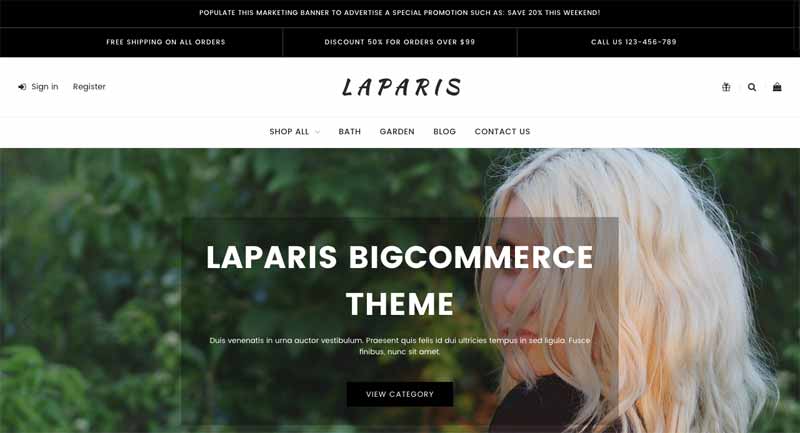 POPULATE THIS MARKETING BANNER TO ADVERTISE A SPECIAL PROMOTION SUCH AS: SAVE 20% THIS WEEKEND!
FREE SHIPPING ON ALL ORDERS
DISCOUNT 50% FOR ORDERS OVER $99
CALL US 123-456-789
Sign in
Register
LAPARIS
SHOP ALL
BATH
GARDEN
BLOG
CONTACT US
LAPARIS BIGCOMMERCE
THEME
Duis venenatis in urna auctor vestibulum. Praesent quis felis id dui ultricies tempus in sed ligula. Fusce
finibus, nunc sit amet.
VIEW CATEGORY